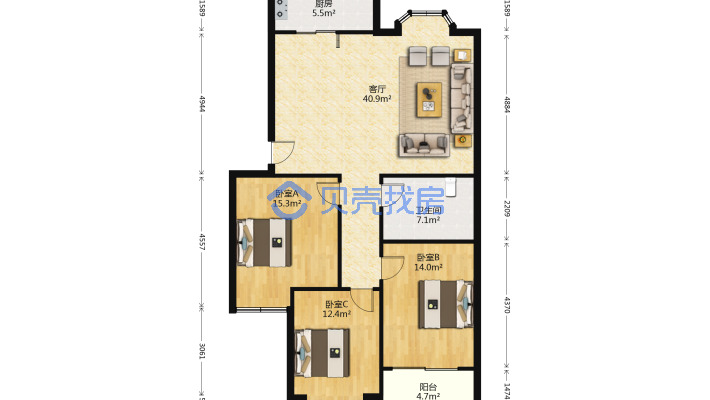 厨房
5.5m²
1589
1589
客厅
40.9m²
4944
4884
卧室A
15.3m²
贝壳找房
卫生间
7.1m²
2209
4557
卧室B
14.0m²
卧室C
12.4m²
4370
3061
阳台
4.7m²
1474